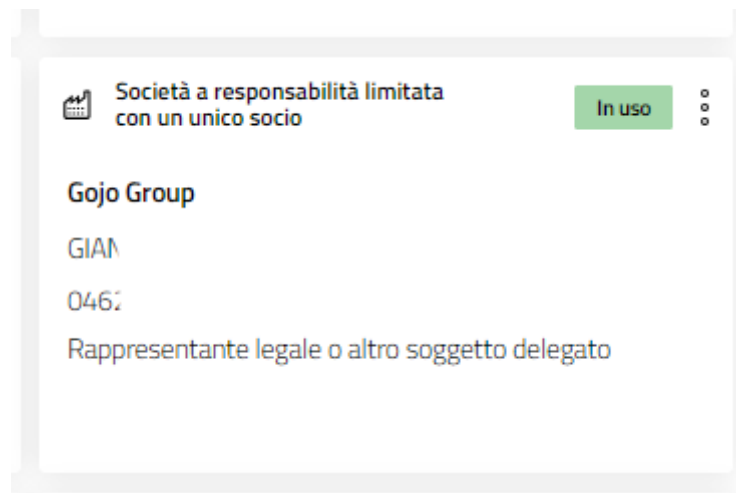 Società a responsabilità limitata
con un unico socio
In uso
Gojo Group
Rappresentante legale o altro soggetto delegato